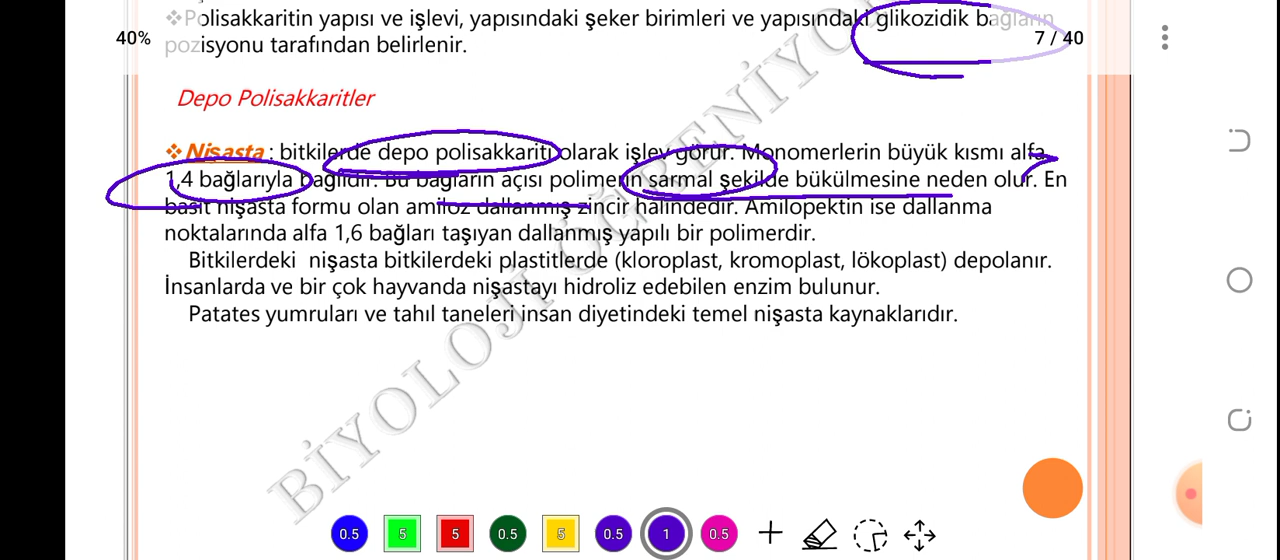 ❖Polisakkaritin yapısı ve işlevi, yapısındaki şeker birimleri ve yapısındaki glikozidik bağların
pozisyonu tarafından belirlenir.
40%
7 / 40
Depo Polisakkaritler
❖Nişasta : bitkilerde depo polisakkariti olarak işlev görür. Monomerlerin büyük kısmı alfa
1,4 bağlarıyla bağlıdır. Bu bağların açısı polimerin sarmal şekilde bükülmesine neden olur. En
basit nişasta formu olan amiloz dallanmış zincir halindedir. Amilopektin ise dallanma
noktalarında alfa 1,6 bağları taşıyan dallanmış yapılı bir polimerdir.
Bitkilerdeki nişasta bitkilerdeki plastitlerde (kloroplast, kromoplast, lökoplast) depolanır.
İnsanlarda ve bir çok hayvanda nişastayı hidroliz edebilen enzim bulunur.
Patates yumruları ve tahıl taneleri insan diyetindeki temel nişasta kaynaklarıdır.
BİYOLOJİ ÖĞRENİYO
0.5 5 5 0.5 5 0.5 1 0.5